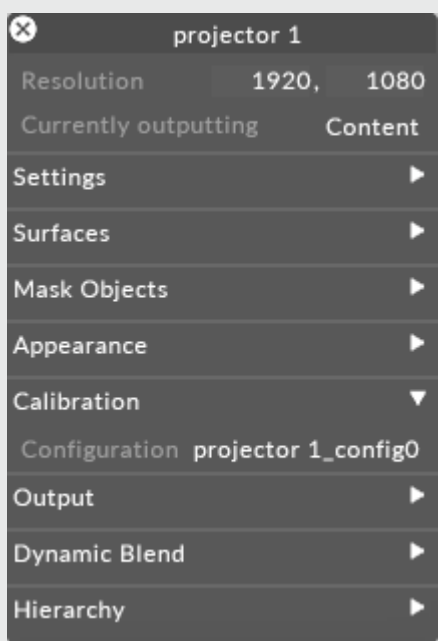 projector 1
Resolution 1920, 1080
Currently outputting Content
Settings
Surfaces
Mask Objects
Appearance
Calibration
Configuration projector 1_config0
Output
Dynamic Blend
Hierarchy